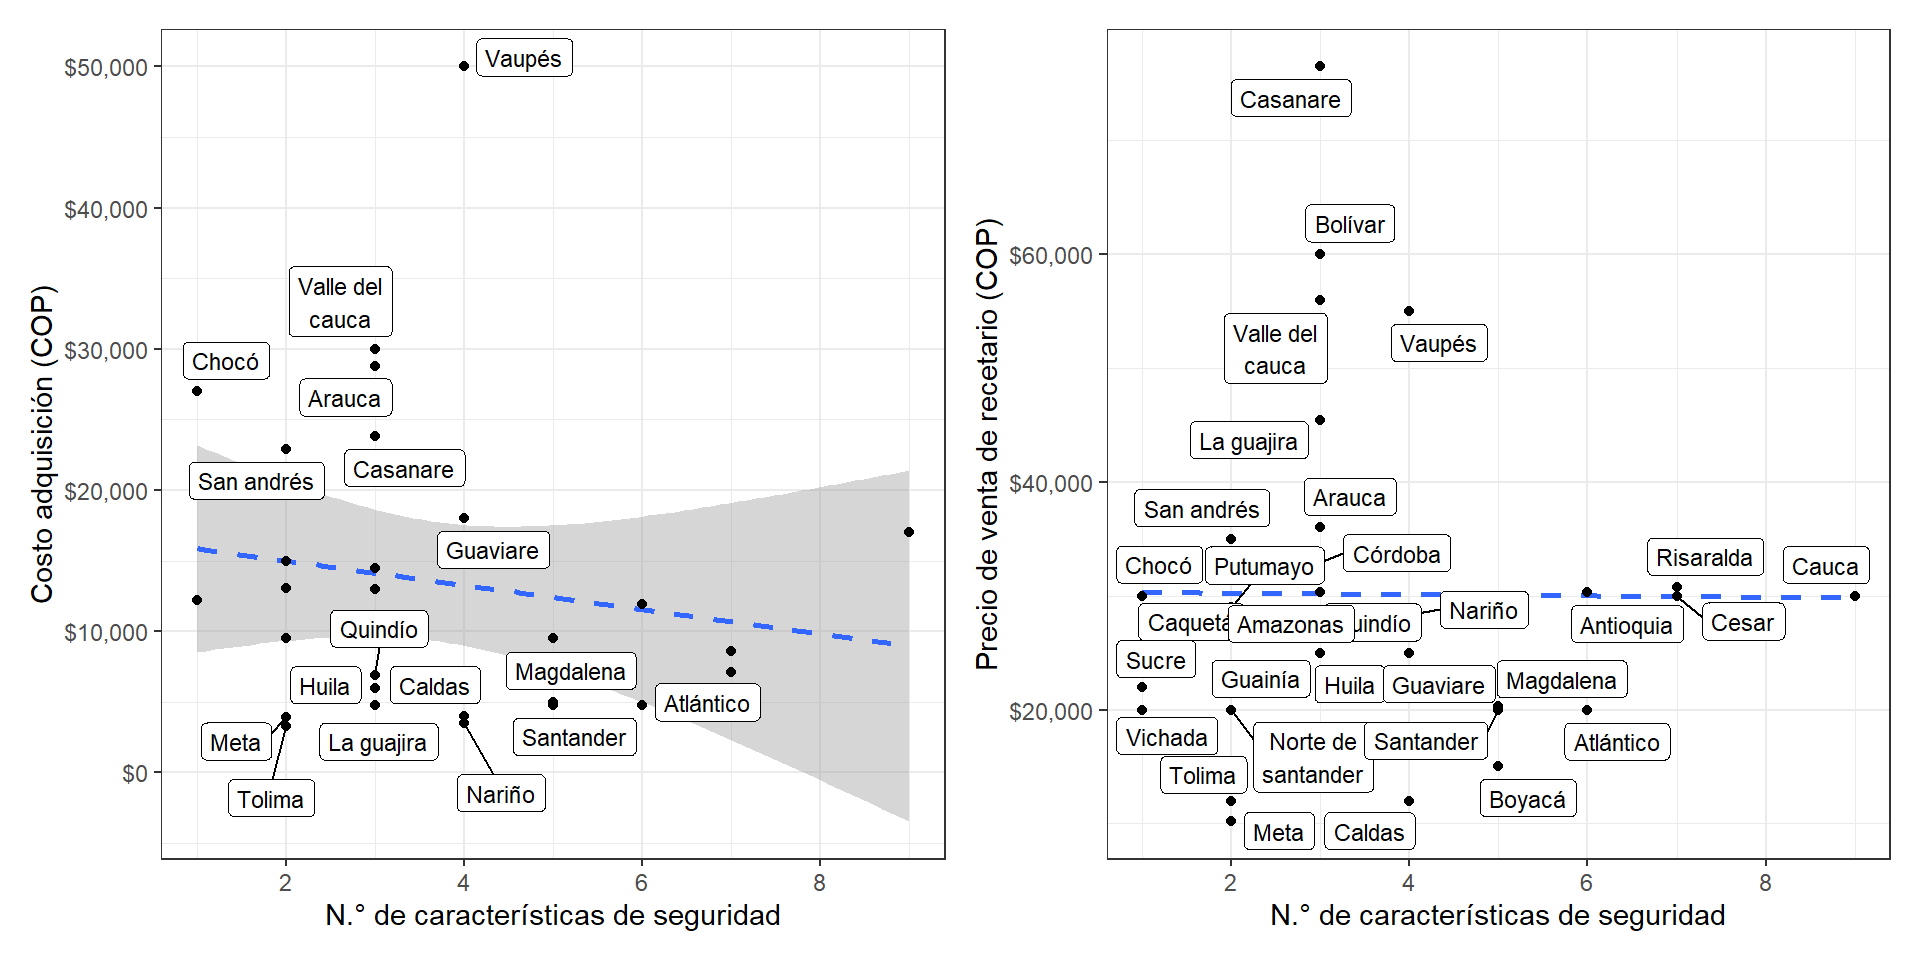 Costo adquisición (COP)
$50,000
$40,000
$30,000
$20,000
$10,000
$0
Vaupés
Valle del
cauca
Chocó
Arauca
Casanare
San andrés
Guaviare
Quindío
Huila
Caldas
Magdalena
Atlántico
Meta
La guajira
Santander
Tolima
Nariño
2
4
6
8
N.° de características de seguridad
Precio de venta de recetario (COP)
$60,000
$40,000
$20,000
Casanare
Bolívar
Valle del
cauca
Vaupés
La guajira
Arauca
San andrés
Córdoba
Chocó
Putumayo
Risaralda
Cauca
Caquetá
Amazonas
uindío
Nariño
Antioquia
Cesar
Sucre
Guainía
Huila
Guaviare
Magdalena
Vichada
Norte de
santander
Santander
Atlántico
Tolima
Boyacá
Meta
Caldas
2
4
6
8
N.° de características de seguridad